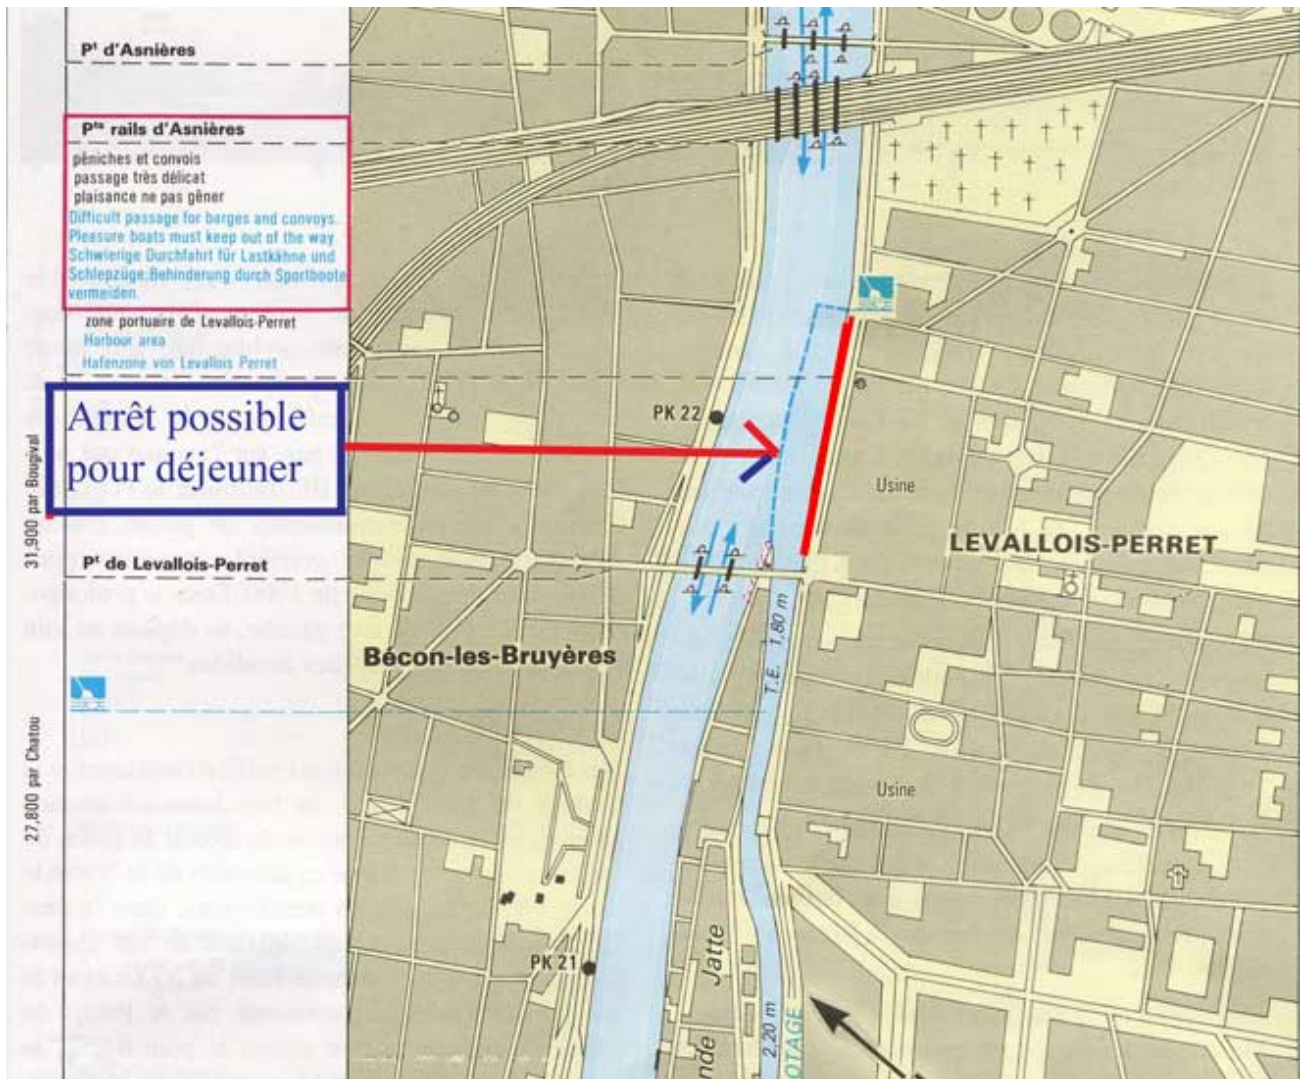 Pt d'Asnières
Pts rails d'Asnières
péniches et convois
passage très délicat
plaisance ne pas gêner
Difficult passage for barges and convoys.
Pleasure boats must keep out of the way
Schwierige Durchfahrt für Lastkähne und
Schlepzüge.Behinderung durch Sportboote
vermeiden.
zone portuaire de Levallois-Perret
Harbour area
Hafenzone von Levallois Perret
Arrêt possible
pour déjeuner
31,900 par Bougival
Pt de Levallois-Perret
27,800 par Chatou
PK 22
Usine
LEVALLOIS-PERRET
T.E. 1,80 m
Bécon-les-Bruyères
Usine
PK 21
nde Jatte
2,20 m
OTAGE